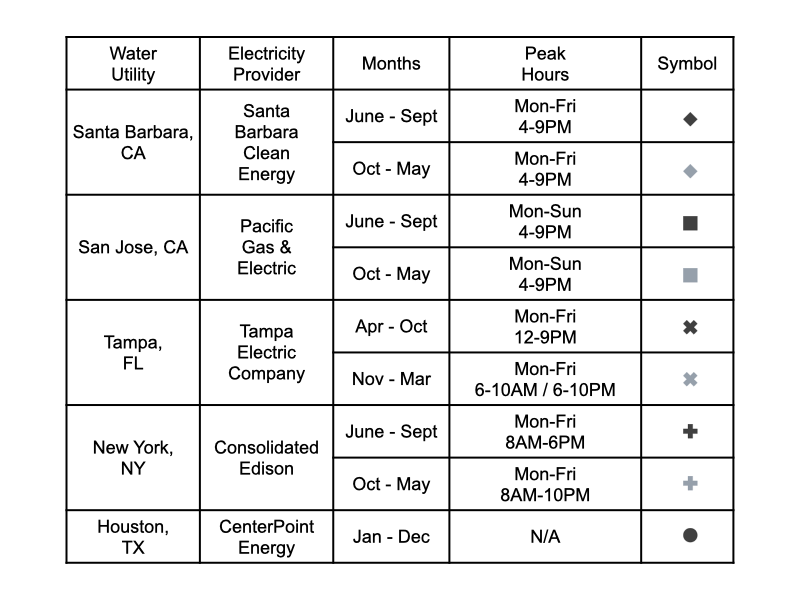 Water
Utility
Electricity
Provider
Months
Peak
Hours
Symbol
Santa Barbara,
CA
Santa
Barbara
Clean
Energy
June - Sept
Mon-Fri
4-9PM
Oct - May
Mon-Fri
4-9PM
San Jose, CA
Pacific
Gas &
Electric
June - Sept
Mon-Sun
4-9PM
Oct - May
Mon-Sun
4-9PM
Tampa,
FL
Tampa
Electric
Company
Apr - Oct
Mon-Fri
12-9PM
Nov - Mar
Mon-Fri
6-10AM / 6-10PM
New York,
NY
Consolidated
Edison
June - Sept
Mon-Fri
8AM-6PM
Oct - May
Mon-Fri
8AM-10PM
Houston,
TX
CenterPoint
Energy
Jan - Dec
N/A